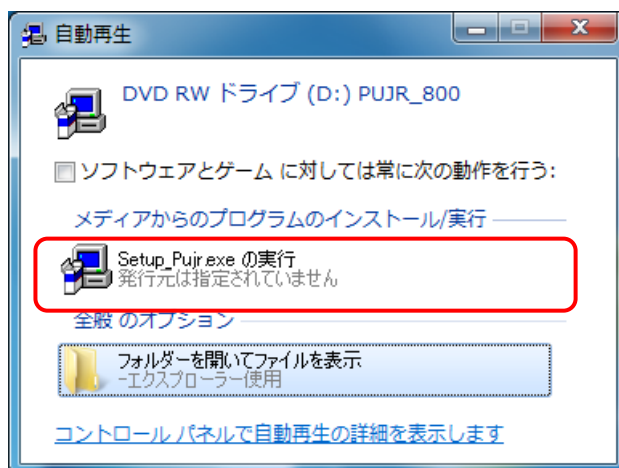 自動再生
DVD RW ドライブ (D:) PUJR_800
ソフトウェアとゲーム に対しては常に次の動作を行う:
メディアからのプログラムのインストール/実行
Setup_Pujr.exe の実行
発行元は指定されていません
全般 のオプション
フォルダーを開いてファイルを表示
-エクスプローラー使用
コントロール パネルで自動再生の詳細を表示します